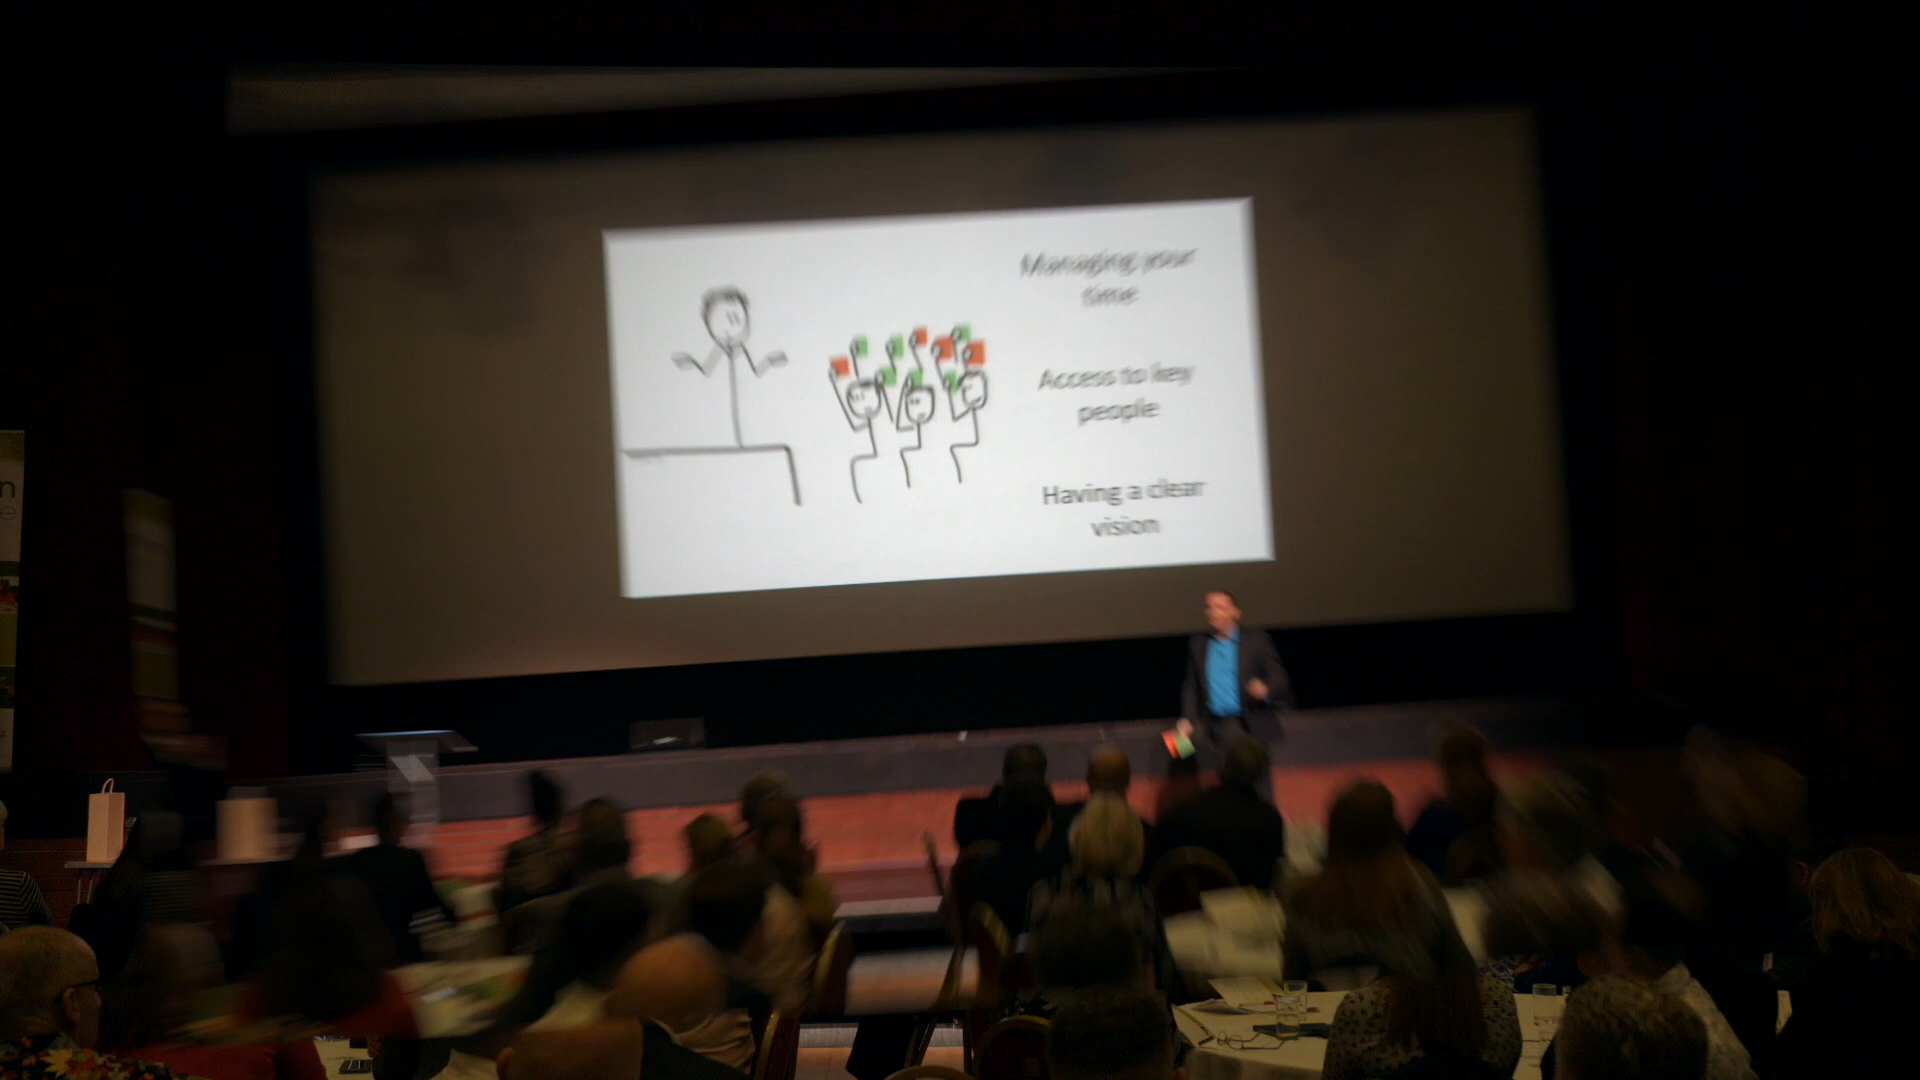 Managing your
time
Access to key
people
Having a clear
vision